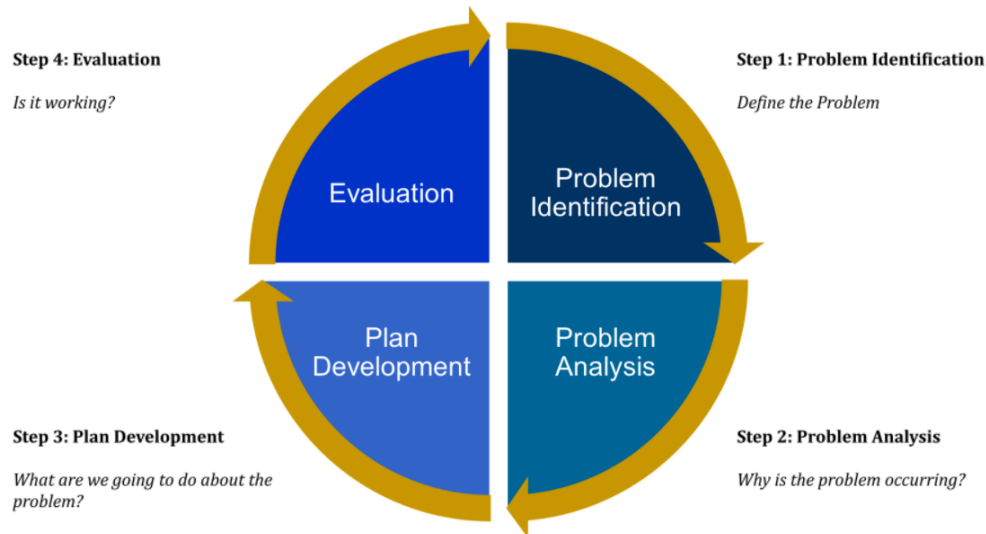 Step 1: Problem Identification
Define the Problem
Step 2: Problem Analysis
Why is the problem occurring?
Step 3: Plan Development
What are we going to do about the
problem?
Step 4: Evaluation
Is it working?
Evaluation
Problem
Identification
Plan
Development
Problem
Analysis